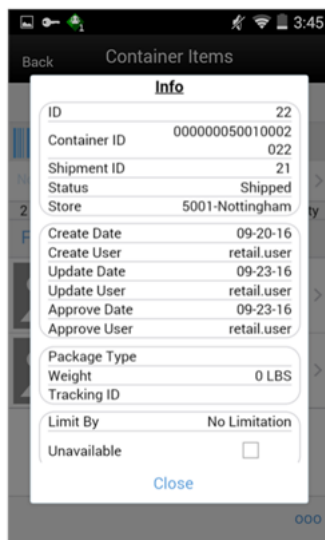 3:45
Back Container Items
Info
ID 22
Container ID 000000050010002
022
Shipment ID 21
Status Shipped
Store 5001-Nottingham
Create Date 09-20-16
Create User retail.user
Update Date 09-23-16
Update User retail.user
Approve Date 09-23-16
Approve User retail.user
Package Type
Weight 0 LBS
Tracking ID
Limit By No Limitation
Unavailable
Close